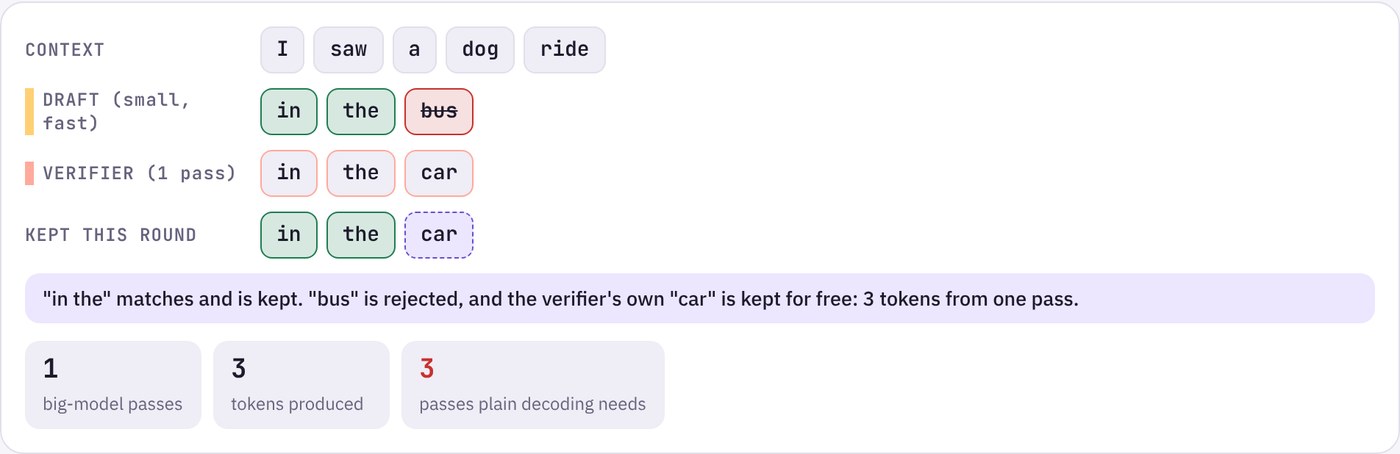 CONTEXT I saw a dog ride
DRAFT (small, fast) in the bus
VERIFIER (1 pass) in the car
KEPT THIS ROUND in the car
"in the" matches and is kept. "bus" is rejected, and the verifier's own "car" is kept for free: 3 tokens from one pass.
1 3 3
big-model passes tokens produced passes plain decoding needs